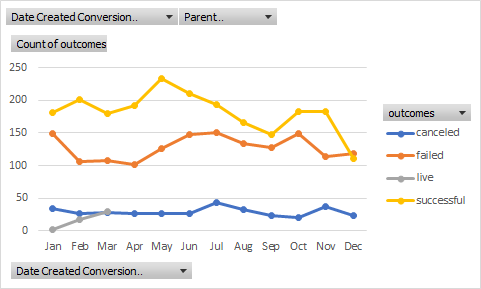 Date Created Conversion.. Parent..
Count of outcomes
250
200
150
100
50
0
Jan Feb Mar Apr May Jun Jul Aug Sep Oct Nov Dec
outcomes
canceled
failed
live
successful
Date Created Conversion..